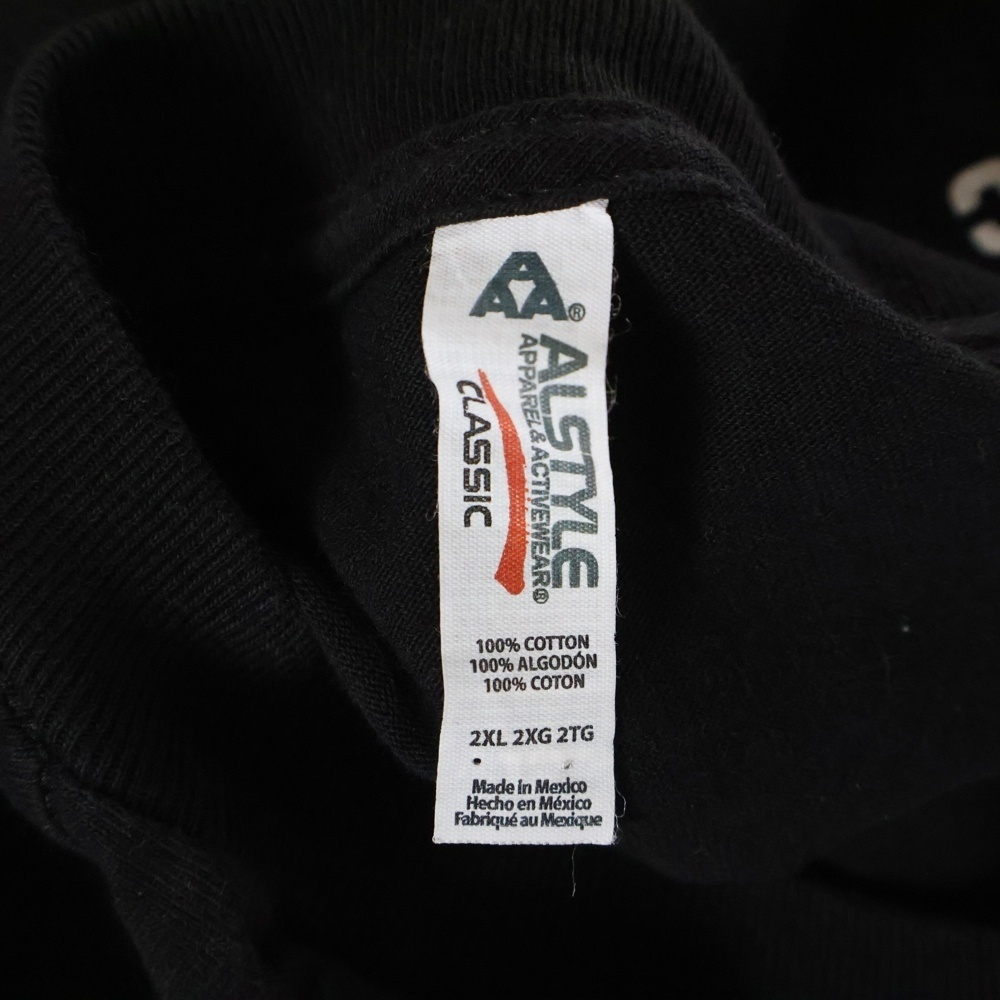 AAA®
ALSTYLE
APPAREL & ACTIVEWEAR®
CLASSIC
100% COTTON
100% ALGODÓN
100% COTON
2XL 2XG 2TG
Made in Mexico
Hecho en México
Fabriqué au Mexique